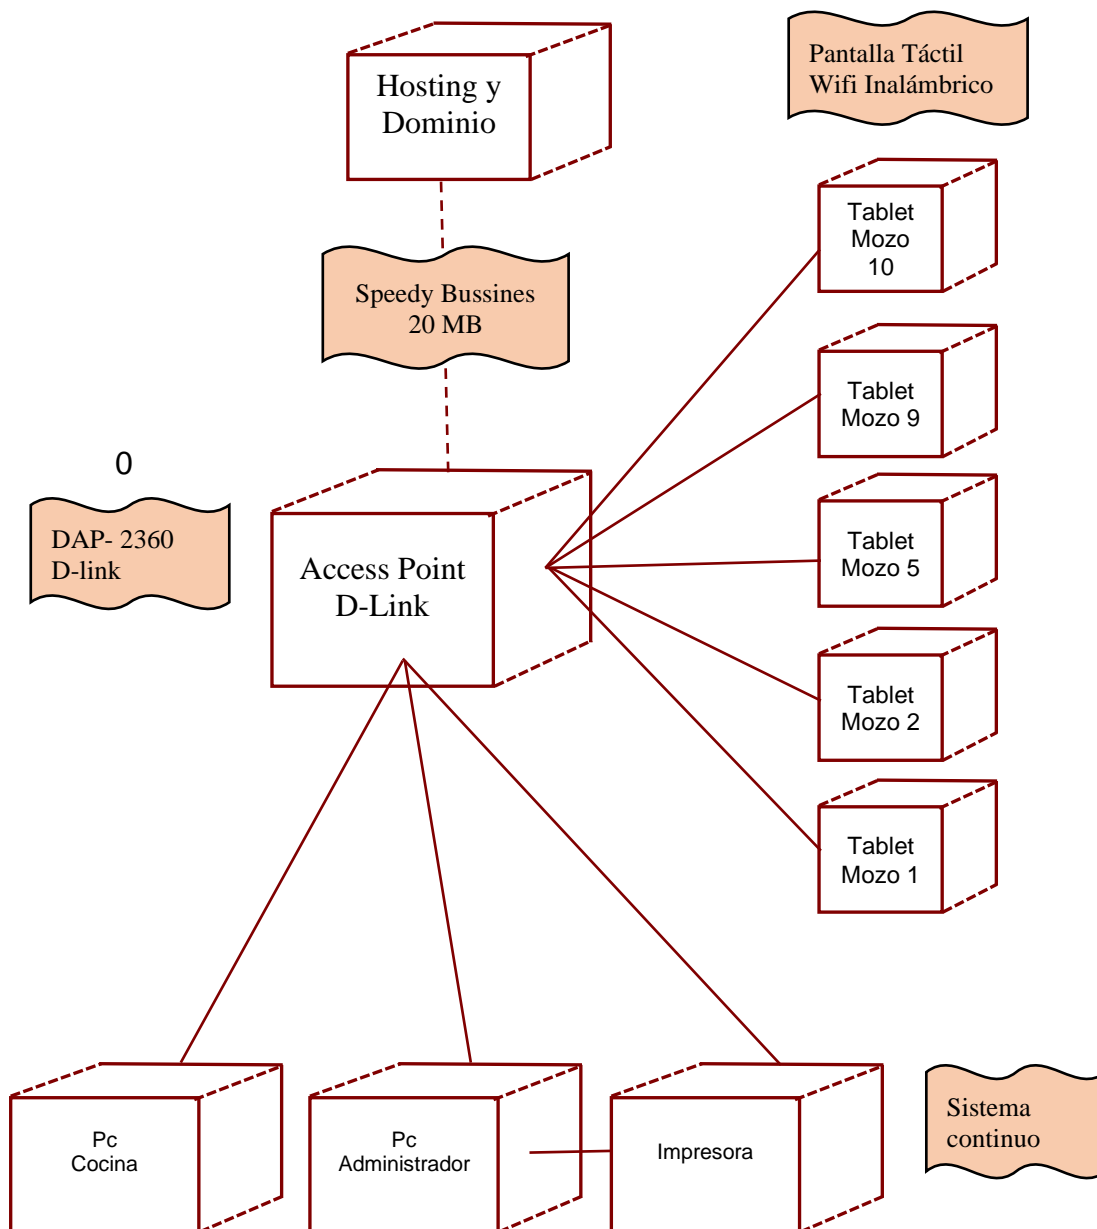 Hosting y
Dominio
Pantalla Táctil
Wifi Inalámbrico
Tablet
Mozo
10
Speedy Bussines
20 MB
Tablet
Mozo 9
0
DAP- 2360
D-link
Access Point
D-Link
Tablet
Mozo 5
Tablet
Mozo 2
Tablet
Mozo 1
Pc
Cocina
Pc
Administrador
Impresora
Sistema
continuo